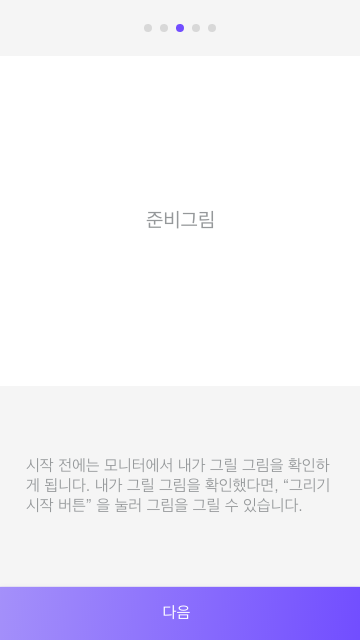 준비그림
시작 전에는 모니터에서 내가 그릴 그림을 확인하
게 됩니다. 내가 그릴 그림을 확인했다면, “그리기
시작 버튼” 을 눌러 그림을 그릴 수 있습니다.
다음